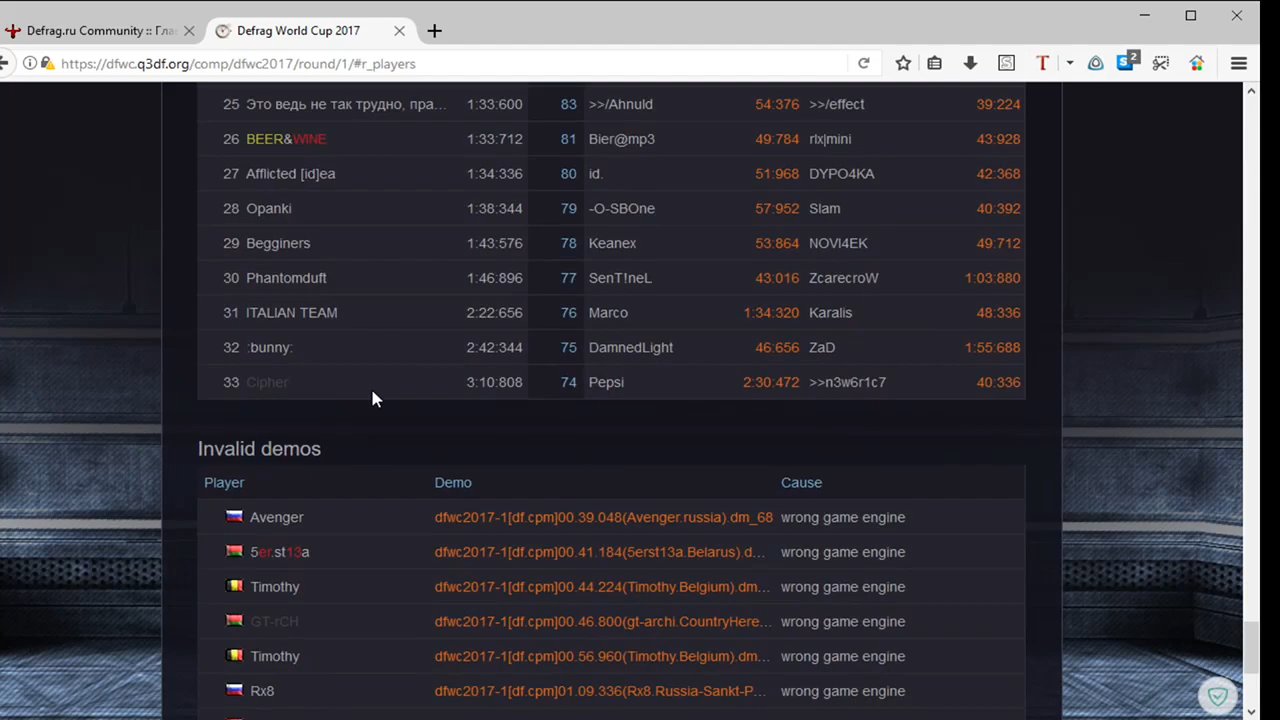 Defrag.ru Community :: Гла
Defrag World Cup 2017
https://dfwc.q3df.org/comp/dfwc2017/round/1/#r_players
S
T
2
25 Это ведь не так трудно, пра... 1:33:600 83 >>/Ahnuld 54:376 >>/effect 39:224
26 BEER&WINE 1:33:712 81 Bier@mp3 49:784 rlx|mini 43:928
27 Afflicted [id]ea 1:34:336 80 id. 51:968 DYPO4KA 42:368
28 Opanki 1:38:344 79 -O-SBOne 57:952 Slam 40:392
29 Begginers 1:43:576 78 Keanex 53:864 NOVI4EK 49:712
30 Phantomduft 1:46:896 77 SenT!neL 43:016 ZcarecroW 1:03:880
31 ITALIAN TEAM 2:22:656 76 Marco 1:34:320 Karalis 48:336
32 :bunny: 2:42:344 75 DamnedLight 46:656 ZaD 1:55:688
33 Cipher 3:10:808 74 Pepsi 2:30:472 >>n3w6r1c7 40:336
Invalid demos
Player Demo Cause
Avenger dfwc2017-1[df.cpm]00.39.048(Avenger.russia).dm_68 wrong game engine
5er.st13a dfwc2017-1[df.cpm]00.41.184(5erst13a.Belarus).d... wrong game engine
Timothy dfwc2017-1[df.cpm]00.44.224(Timothy.Belgium).dm... wrong game engine
GT-rCH dfwc2017-1[df.cpm]00.46.800(gt-archi.CountryHere... wrong game engine
Timothy dfwc2017-1[df.cpm]00.56.960(Timothy.Belgium).dm... wrong game engine
Rx8 dfwc2017-1[df.cpm]01.09.336(Rx8.Russia-Sankt-P... wrong game engine